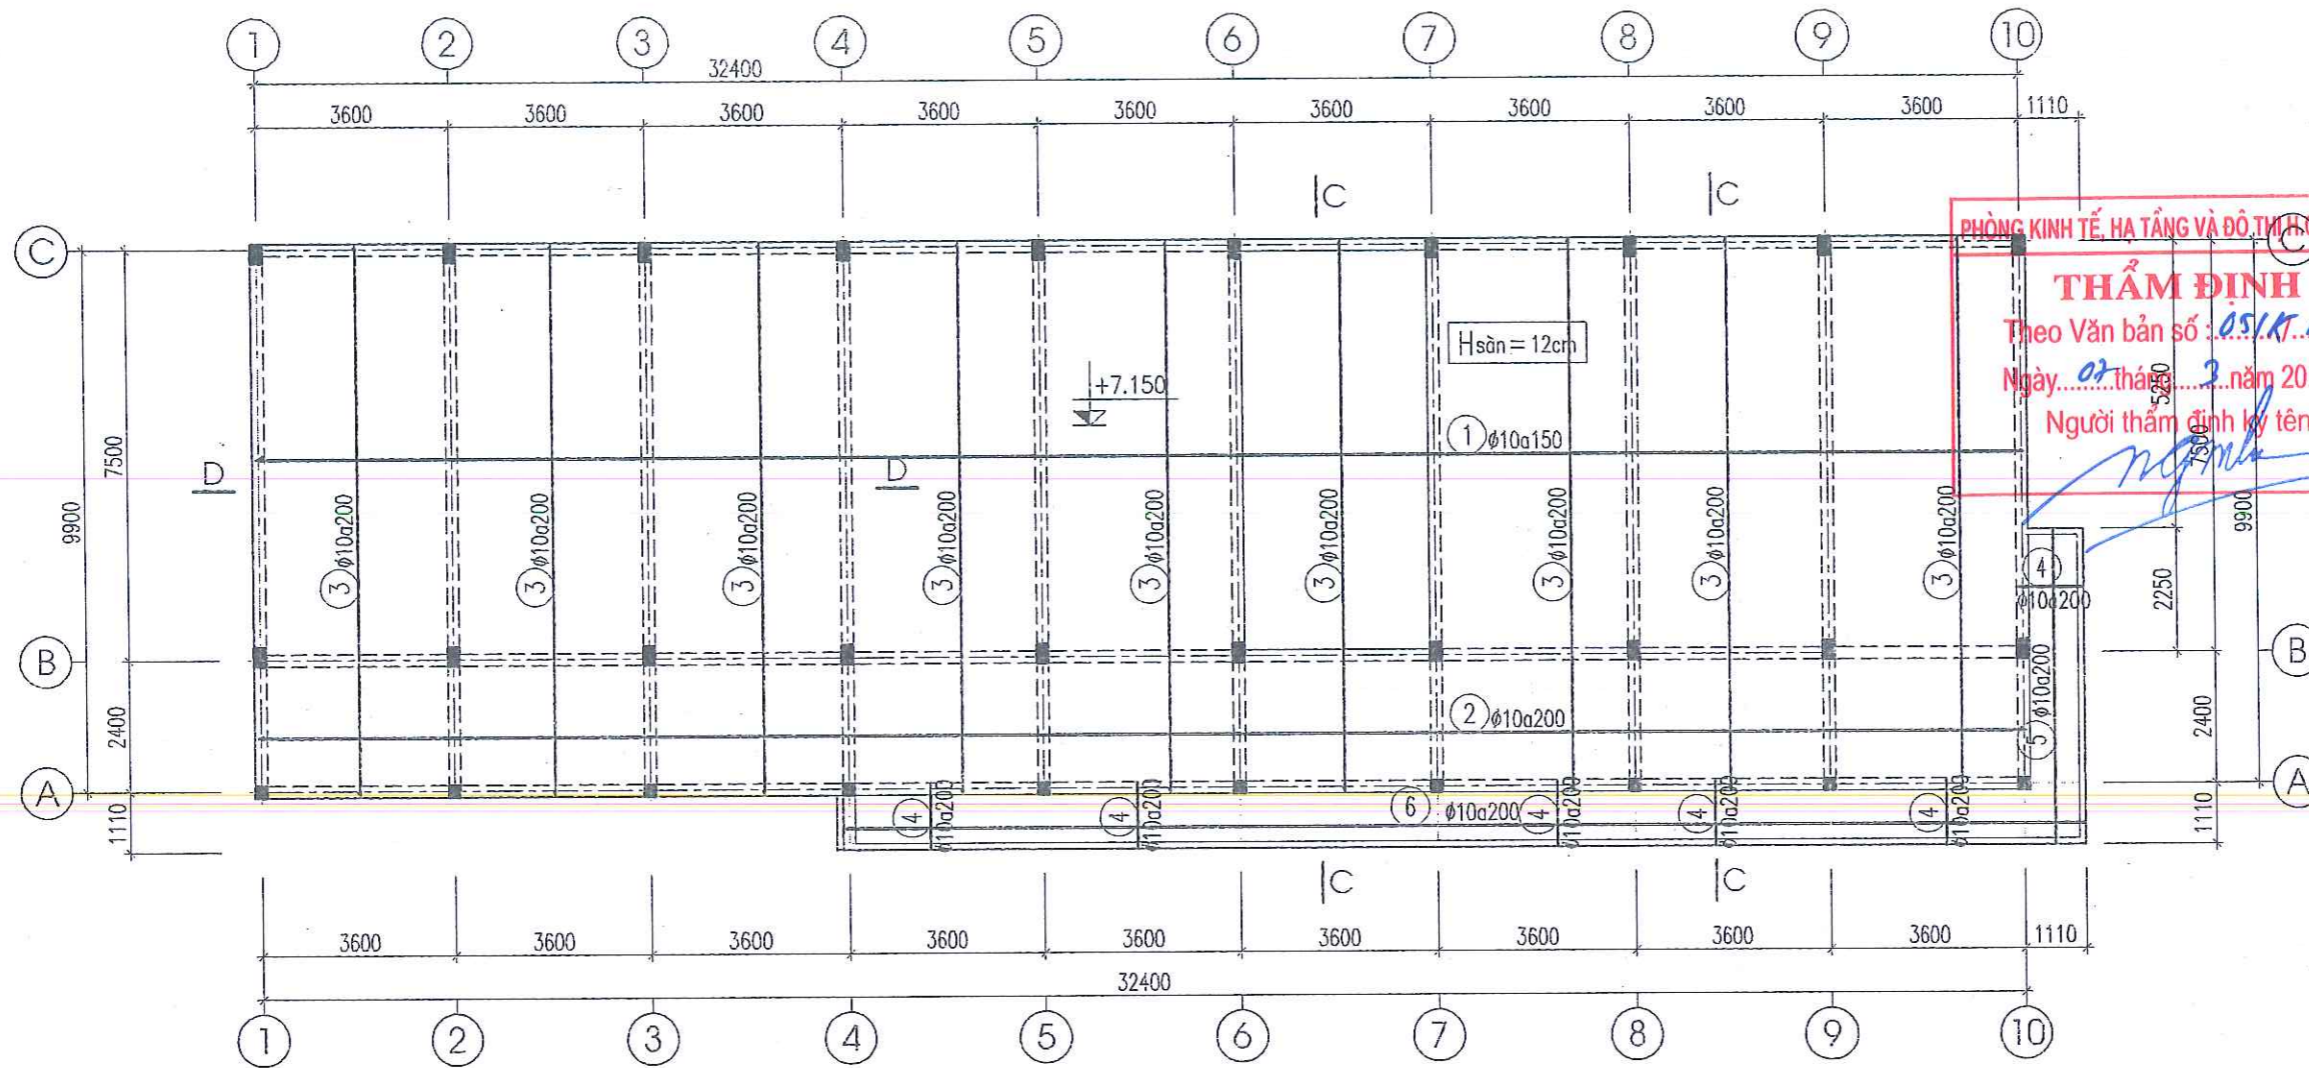 1 2 3 4 5 6 7 8 9 10
32400
3600 3600 3600 3600 3600 3600 3600 3600 3600 1110
C C
C C
PHÒNG KINH TẾ, HẠ TẦNG VÀ ĐÔ THỊ H
THẨM ĐỊNH
Theo Văn bản số :
Ngày 07 tháng 3 năm 20
Người thẩm định ký tên
Hsàn = 12cm
+7.150
1 ϕ10a150
D D
7500
9900
5250
7500
9900
3 ϕ10a200
3 ϕ10a200
3 ϕ10a200
3 ϕ10a200
3 ϕ10a200
3 ϕ10a200
3 ϕ10a200
3 ϕ10a200
3 ϕ10a200
4
ϕ10a200
2250
B B
2 ϕ10a200
5 ϕ10a200
2400 2400
A A
1110 1110
4 ϕ10a200
4 ϕ10a200
6 ϕ10a200
4 ϕ10a200
4 ϕ10a200
4 ϕ10a200
C C
3600 3600 3600 3600 3600 3600 3600 3600 3600 1110
32400
1 2 3 4 5 6 7 8 9 10